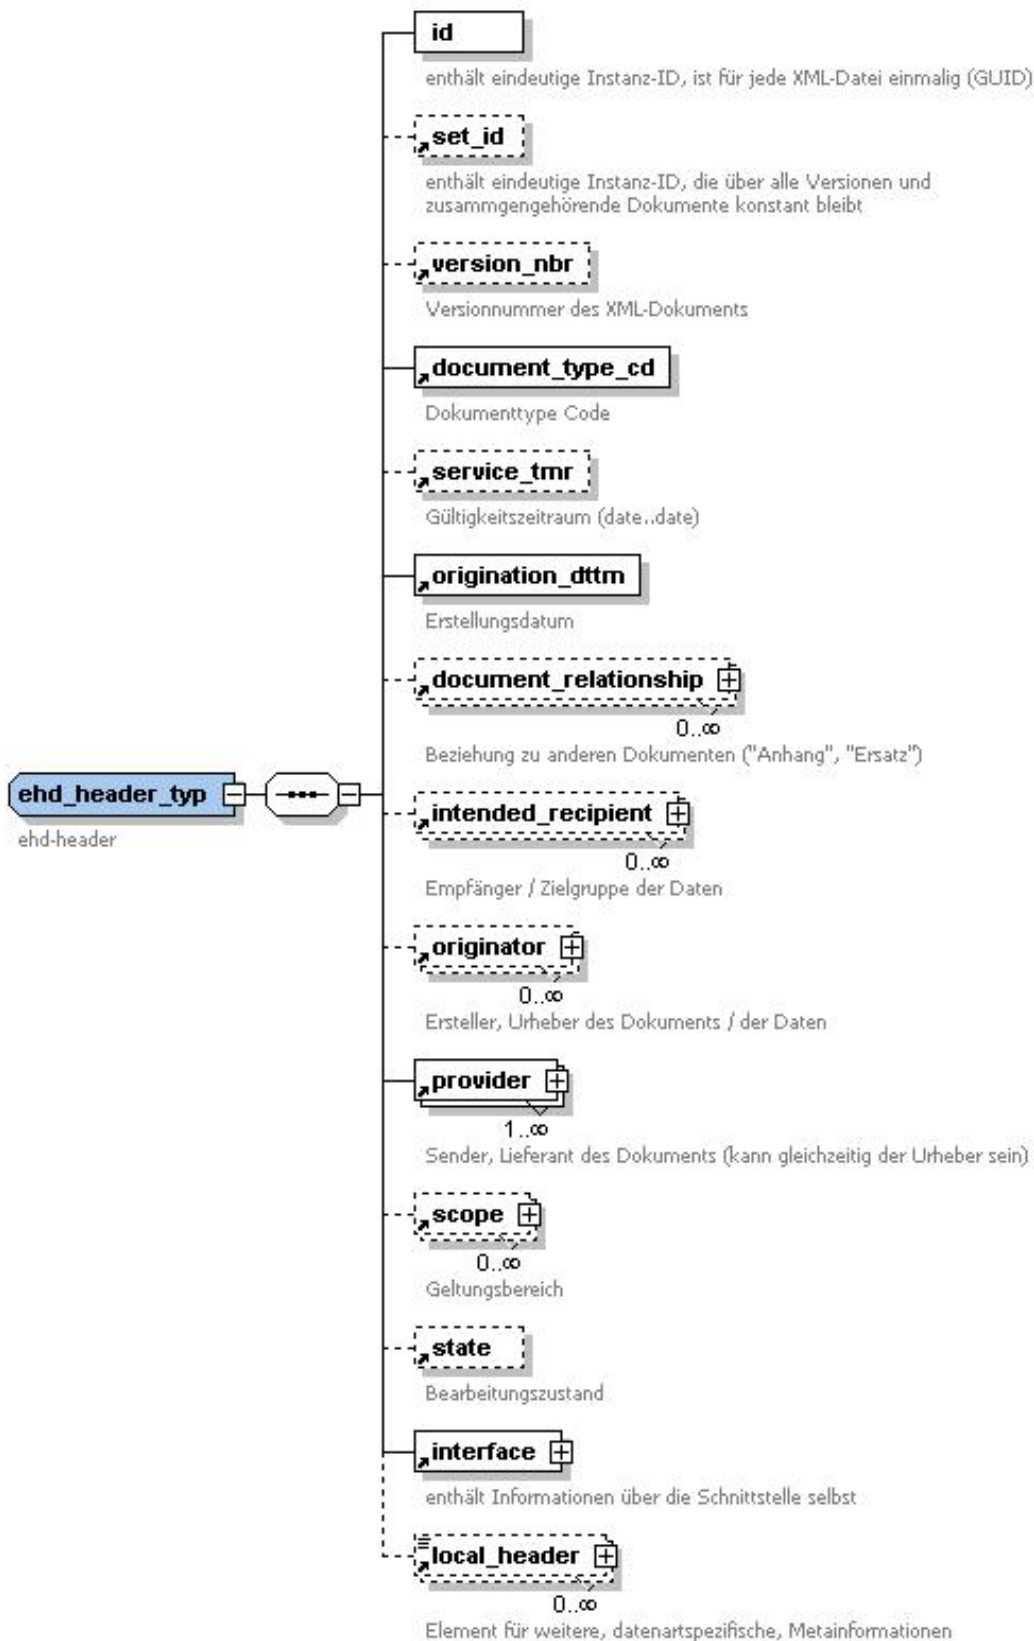 id
enthält eindeutige Instanz-ID, ist für jede XML-Datei einmalig (GUID)
set_id
enthält eindeutige Instanz-ID, die über alle Versionen und
zusammgengehörende Dokumente konstant bleibt
version_nbr
Versionnummer des XML-Dokuments
document_type_cd
Dokumenttype Code
service_tmr
Gültigkeitszeitraum (date..date)
origination_dttm
Erstellungsdatum
document_relationship
0..∞
Beziehung zu anderen Dokumenten ("Anhang", "Ersatz")
ehd_header_typ
ehd-header
intended_recipient
0..∞
Empfänger / Zielgruppe der Daten
originator
0..∞
Ersteller, Urheber des Dokuments / der Daten
provider
1..∞
Sender, Lieferant des Dokuments (kann gleichzeitig der Urheber sein)
scope
0..∞
Geltungsbereich
state
Bearbeitungszustand
interface
enthält Informationen über die Schnittstelle selbst
local_header
0..∞
Element für weitere, datenartspezifische, Metainformationen